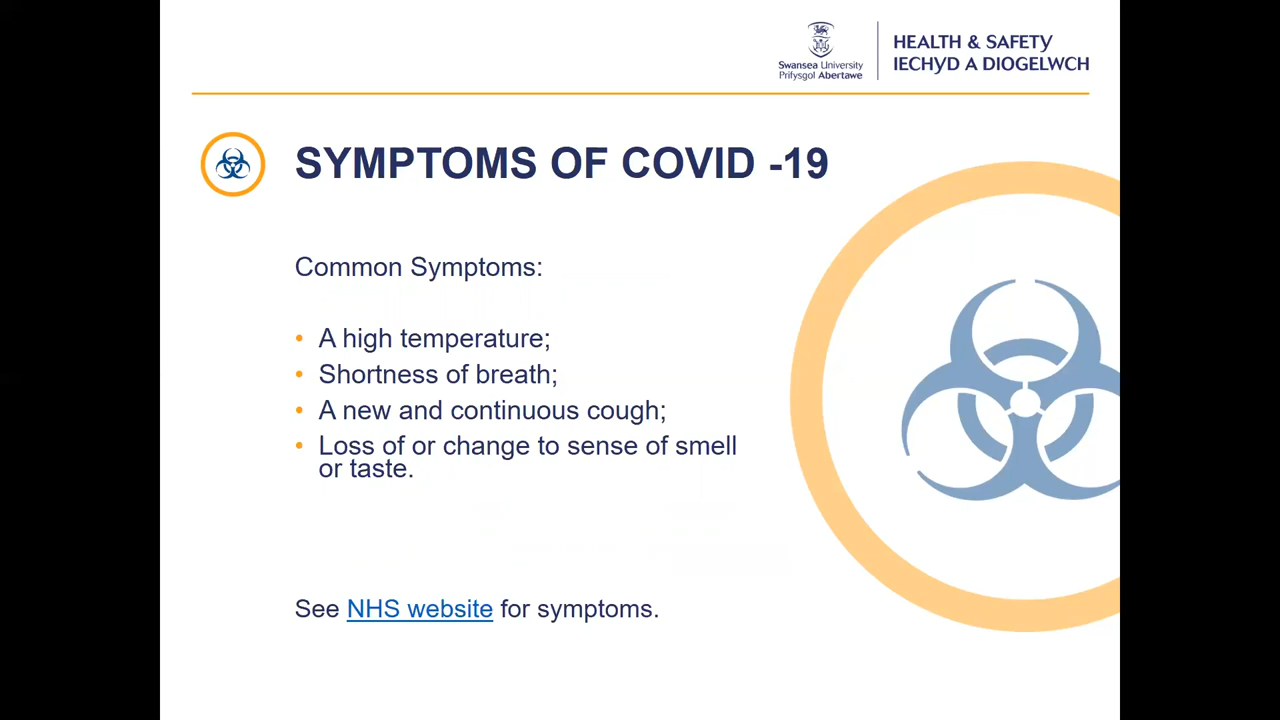 Swansea University
Prifysgol Abertawe
HEALTH & SAFETY
IECHYD A DIOGELWCH
SYMPTOMS OF COVID -19
Common Symptoms:
• A high temperature;
• Shortness of breath;
• A new and continuous cough;
• Loss of or change to sense of smell
or taste.
See NHS website for symptoms.